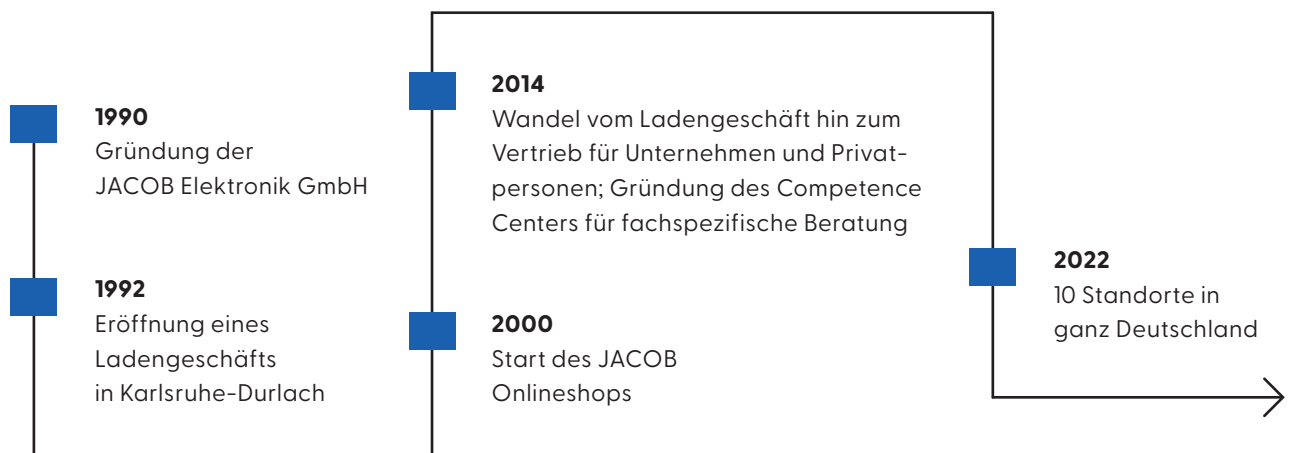 1990
Gründung der
JACOB Elektronik GmbH
1992
Eröffnung eines
Ladengeschäfts
in Karlsruhe-Durlach
2000
Start des JACOB
Onlineshops
2014
Wandel vom Ladengeschäft hin zum
Vertrieb für Unternehmen und Privat-
personen; Gründung des Competence
Centers für fachspezifische Beratung
2022
10 Standorte in
ganz Deutschland